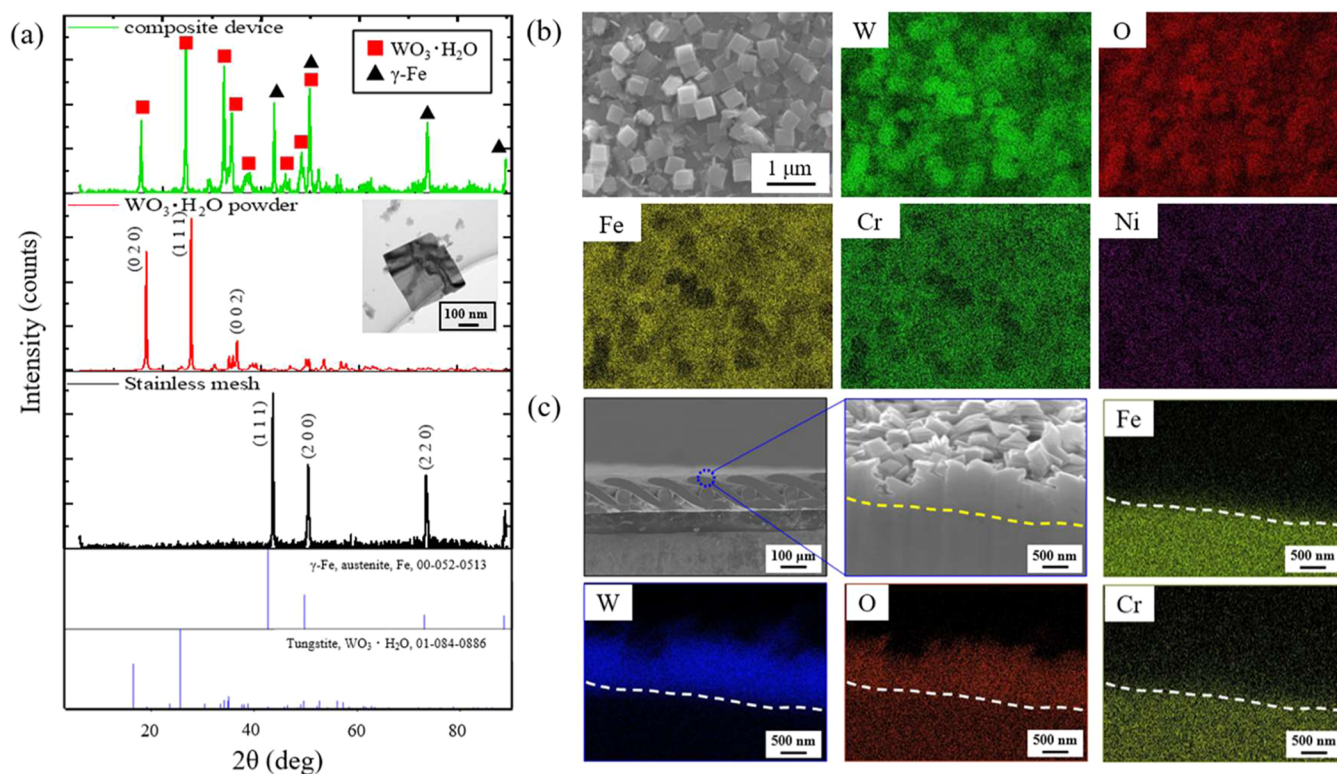 (a)
composite device
WO₃・H₂O
γ-Fe
WO₃・H₂O powder
(0 2 0)
(1 1 1)
(0 0 2)
100 nm
Stainless mesh
(1 1 1)
(2 0 0)
(2 2 0)
γ-Fe, austenite, Fe, 00-052-0513
Tungstite, WO₃・H₂O, 01-084-0886
Intensity (counts)
20
40
60
80
2θ (deg)
(b)
1 μm
W
O
Fe
Cr
Ni
(c)
100 μm
500 nm
Fe
500 nm
W
500 nm
O
500 nm
Cr
500 nm